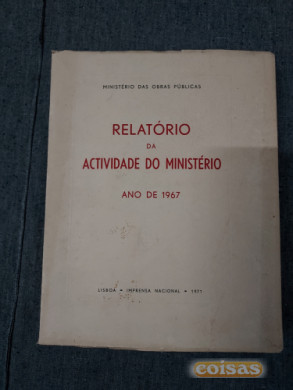 MINISTÉRIO DAS OBRAS PÚBLICAS
RELATÓRIO
DA
ACTIVIDADE DO MINISTÉRIO
ANO DE 1967
LISBOA • IMPRENSA NACIONAL • 1971
coisas